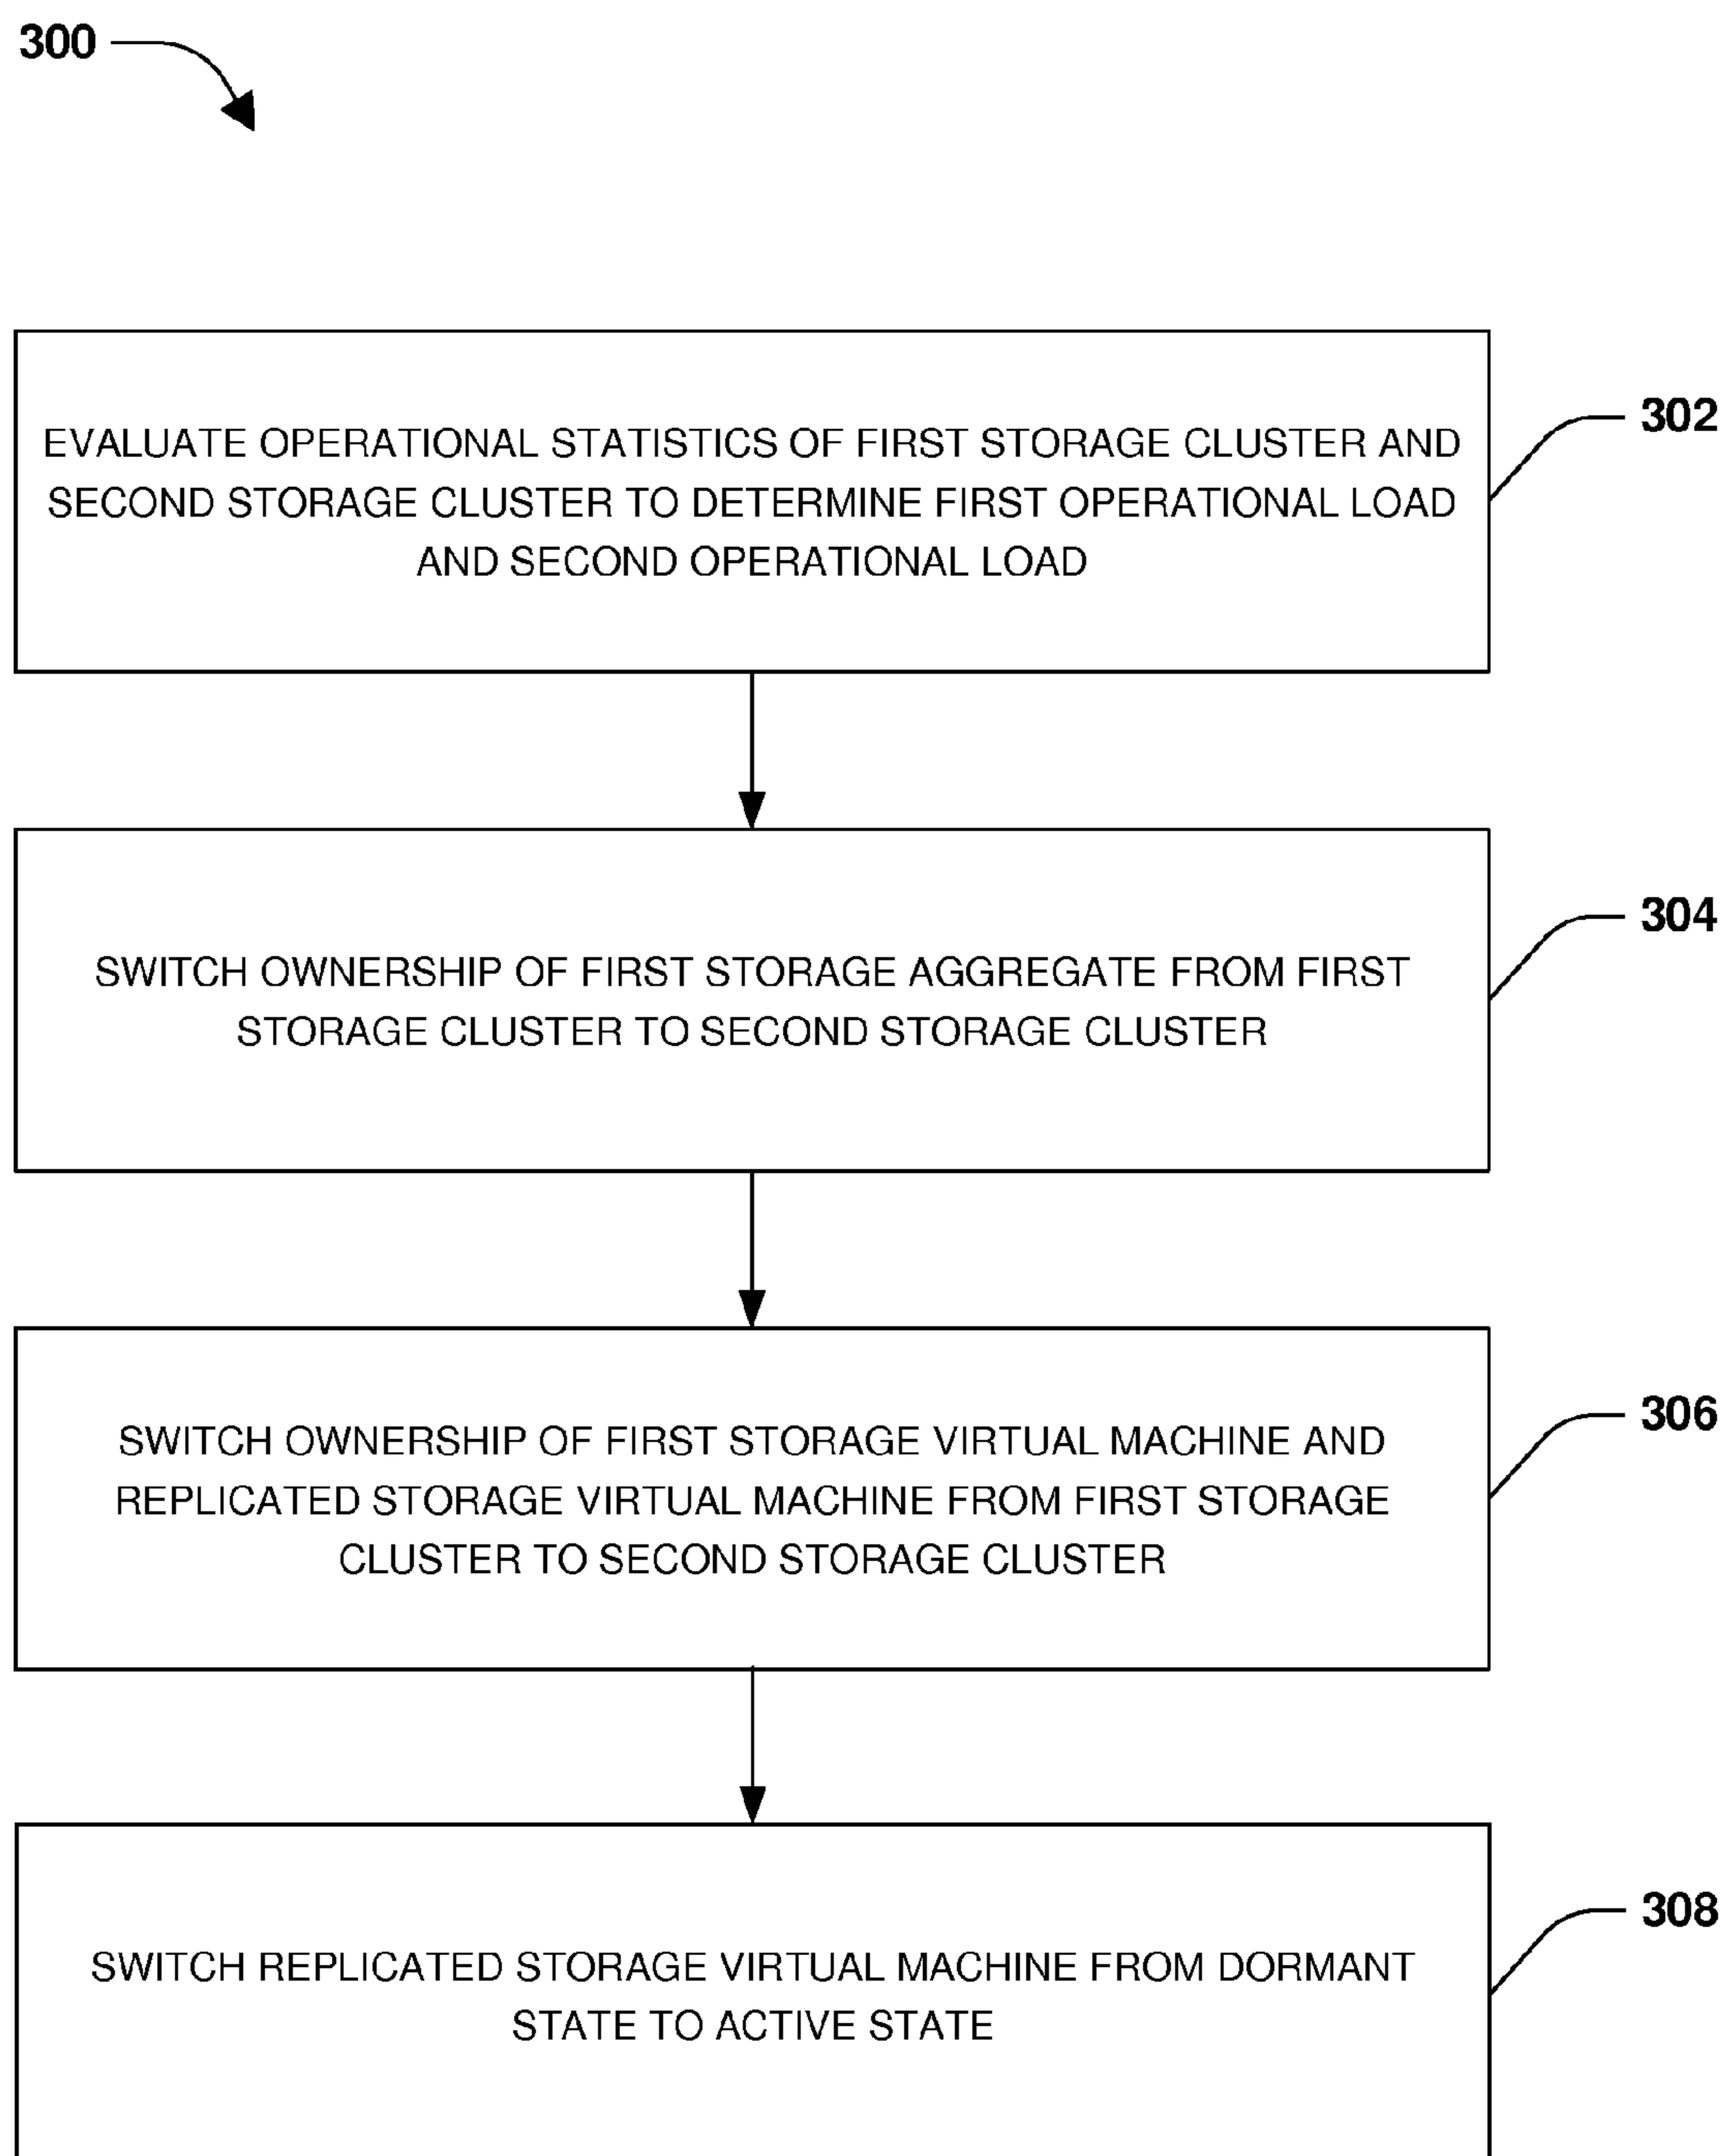 300
302
EVALUATE OPERATIONAL STATISTICS OF FIRST STORAGE CLUSTER AND
SECOND STORAGE CLUSTER TO DETERMINE FIRST OPERATIONAL LOAD
AND SECOND OPERATIONAL LOAD
304
SWITCH OWNERSHIP OF FIRST STORAGE AGGREGATE FROM FIRST
STORAGE CLUSTER TO SECOND STORAGE CLUSTER
306
SWITCH OWNERSHIP OF FIRST STORAGE VIRTUAL MACHINE AND
REPLICATED STORAGE VIRTUAL MACHINE FROM FIRST STORAGE
CLUSTER TO SECOND STORAGE CLUSTER
308
SWITCH REPLICATED STORAGE VIRTUAL MACHINE FROM DORMANT
STATE TO ACTIVE STATE